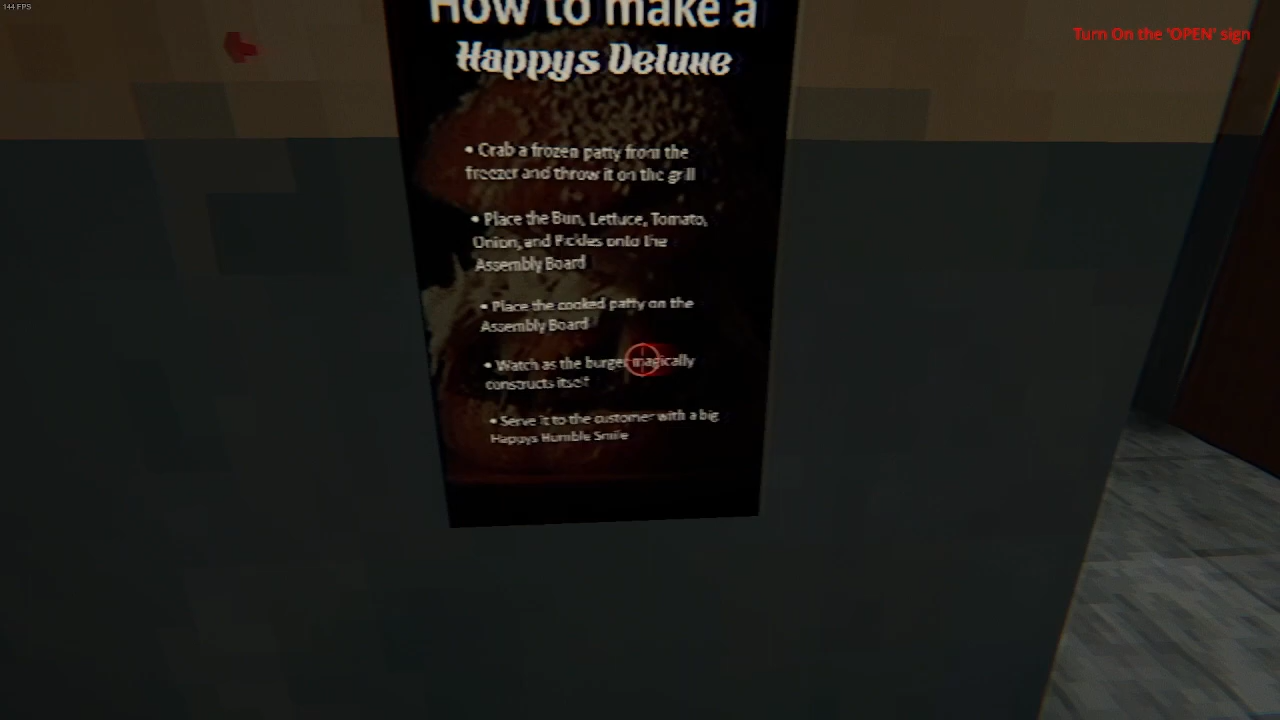 144 FPS
How to make a
Turn On the 'OPEN' sign
Happys Deluxe
• Grab a frozen patty from the
freezer and throw it on the grill
• Place the Bun, Lettuce, Tomato,
Onion, and Pickles onto the
Assembly Board
• Place the cooked patty on the
Assembly Board
• Watch as the burger magically
constructs itself
• Serve it to the customer with a big
Happys Humble Smile